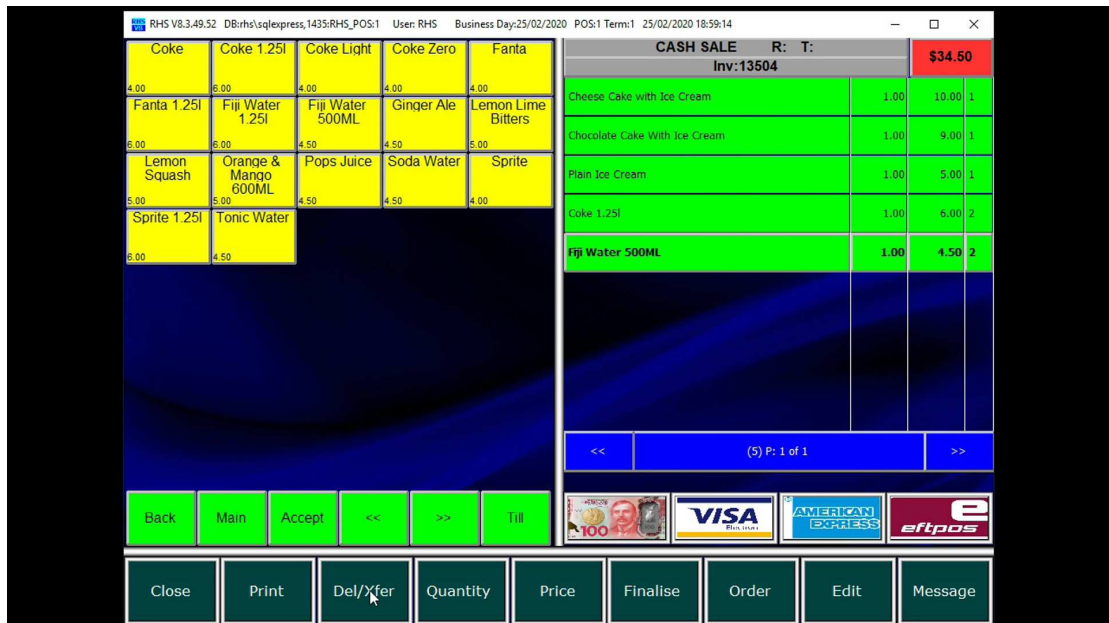 RHS V8.3.49.52 DB:rhs\sqlexpress,1435:RHS_POS:1 User: RHS Business Day:25/02/2020 POS:1 Term:1 25/02/2020 18:59:14
Coke
4.00
Coke 1.25l
6.00
Coke Light
4.00
Coke Zero
4.00
Fanta
4.00
Fanta 1.25l
6.00
Fiji Water
1.25l
6.00
Fiji Water
500ML
4.50
Ginger Ale
4.50
Lemon Lime
Bitters
5.00
Lemon
Squash
5.00
Orange &
Mango
600ML
5.00
Pops Juice
4.50
Soda Water
4.50
Sprite
4.00
Sprite 1.25l
6.00
Tonic Water
4.50
Back
Main
Accept
<<
>>
Till
CASH SALE R: T:
Inv:13504
$34.50
Cheese Cake with Ice Cream 1.00 10.00 1
Chocolate Cake With Ice Cream 1.00 9.00 1
Plain Ice Cream 1.00 5.00 1
Coke 1.25l 1.00 6.00 2
Fiji Water 500ML 1.00 4.50 2
<< (5) P: 1 of 1 >>
100
VISA
AMERICAN
EXPRESS
eftpos
Close
Print
Del/Xfer
Quantity
Price
Finalise
Order
Edit
Message